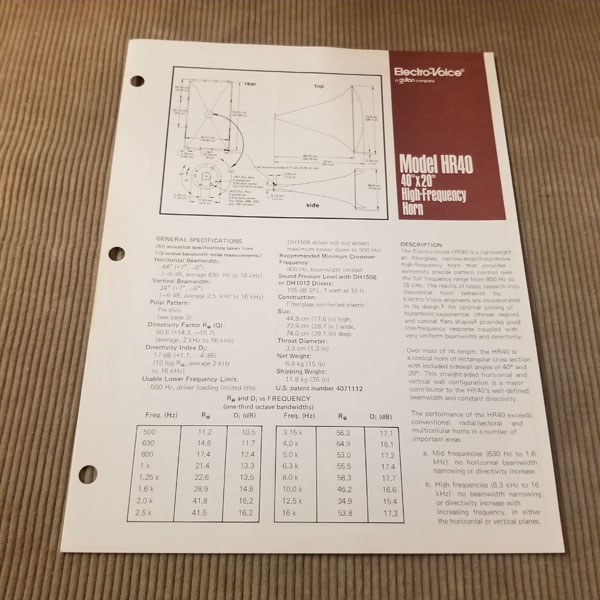 Electro-Voice®
a gulton company
Model HR40
40°x20°
High-Frequency
Horn
rear
top
side
GENERAL SPECIFICATIONS
(All acoustical specifications taken from
1/3-octave bandwidth noise measurements.)
Horizontal Beamwidth:
44° (+7°, −6°)
(−6 dB, average 630 Hz to 16 kHz)
Vertical Beamwidth:
24° (+7°, −6°)
(−6 dB, average 2.5 kHz to 16 kHz)
Polar Pattern:
Pie slice
(see page 3)
Directivity Factor Rθ (Q):
50.6 (+14.3, −15.7)
(average, 2 kHz to 16 kHz)
Directivity Index Di:
17 dB (+1.1, −.4 dB)
(10 log Rθ, average 2 kHz
to 16 kHz)
Usable Lower Frequency Limit:
500 Hz, driver loading limited (the
DH1506 driver will not accept
maximum power down to 500 Hz)
Recommended Minimum Crossover
Frequency:
800 Hz, beamwidth limited
Sound Pressure Level with DH1506
or DH1012 Drivers:
105 dB SPL, 1 watt at 10 ft
Construction:
Fiberglass reinforced plastic
Size:
44.8 cm (17.6 in) high,
72.9 cm (28.7 in) wide,
74.0 cm (29.1 in) deep
Throat Diameter:
3.3 cm (1.3 in)
Net Weight:
6.8 kg (15 lb)
Shipping Weight:
11.8 kg (26 lb)
U.S. patent number 4071112
DESCRIPTION
The Electro-Voice HR40 is a lightweight,
all fiberglass, narrow-angle/long-throw
high-frequency horn that provides
extremely precise pattern control over
the full frequency range from 800 Hz to
16 kHz. The results of latest research into
theoretical horn behavior by
Electro Voice engineers are incorporated
in its design. An optimal joining of
hyperbolic-exponential (throat region)
and conical flare shapes provides good
low-frequency response coupled with
very uniform beamwidth and directivity.
Over most of its length, the HR40 is
a conical horn of rectangular cross section
with included sidewall angles of 40° and
20°. This straight-sided horizontal and
vertical wall configuration is a major
contributor to the HR40's well-defined
beamwidth and constant directivity.
The performance of the HR40 exceeds
conventional radial/sectoral and
multicellular horns in a number of
important areas.
a. Mid frequencies (630 Hz to 1.6
kHz): no horizontal beamwidth
narrowing or directivity increase.
b. High frequencies (6.3 kHz to 16
kHz): no beamwidth narrowing
or directivity increase with
increasing frequency, in either
the horizontal or vertical planes.
Rθ and Di vs FREQUENCY
(one-third octave bandwidths)
Freq. (Hz) Rθ Di (dB) Freq. (Hz) Rθ Di (dB)
500 11.2 10.5 3.15 k 56.3 17.1
630 14.6 11.7 4.0 k 64.9 18.1
800 17.4 12.4 5.0 k 53.0 17.2
1 k 21.4 13.3 6.3 k 55.5 17.4
1.25 k 22.6 13.5 8.0 k 58.3 17.7
1.6 k 28.9 14.6 10.0 k 46.2 16.6
2.0 k 41.8 16.2 12.5 k 34.9 15.4
2.5 k 41.5 16.2 16 k 53.8 17.3